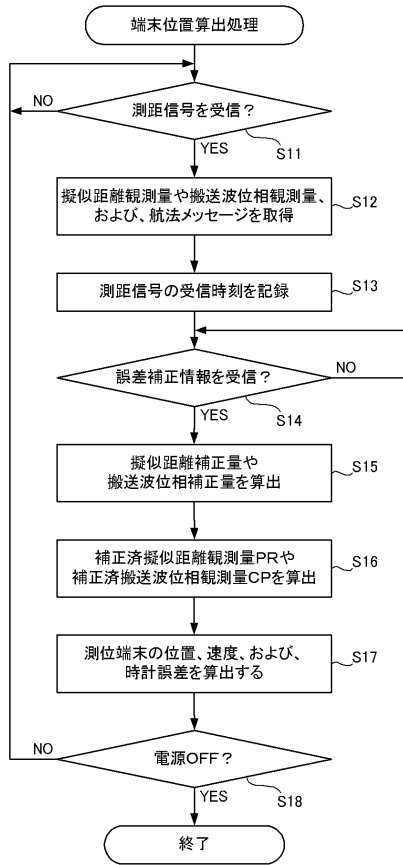 端末位置算出処理
NO
測距信号を受信？
S11
YES
擬似距離観測量や搬送波位相観測量、
および、航法メッセージを取得
S12
測距信号の受信時刻を記録
S13
誤差補正情報を受信？
NO
S14
YES
擬似距離補正量や
搬送波位相補正量を算出
S15
補正済擬似距離観測量PRや
補正済搬送波位相観測量CPを算出
S16
測位端末の位置、速度、および、
時計誤差を算出する
S17
NO
電源OFF？
S18
YES
終了